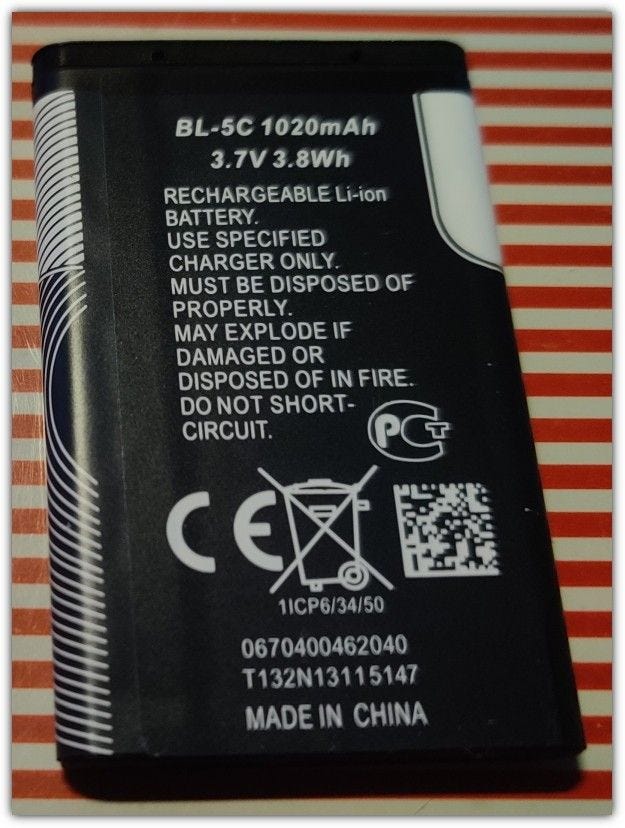 BL-5C 1020mAh
3.7V 3.8Wh
RECHARGEABLE Li-ion
BATTERY.
USE SPECIFIED
CHARGER ONLY.
MUST BE DISPOSED OF
PROPERLY.
MAY EXPLODE IF
DAMAGED OR
DISPOSED OF IN FIRE.
DO NOT SHORT-
CIRCUIT.
РСТ
CE
1ICP6/34/50
0670400462040
T132N13115147
MADE IN CHINA